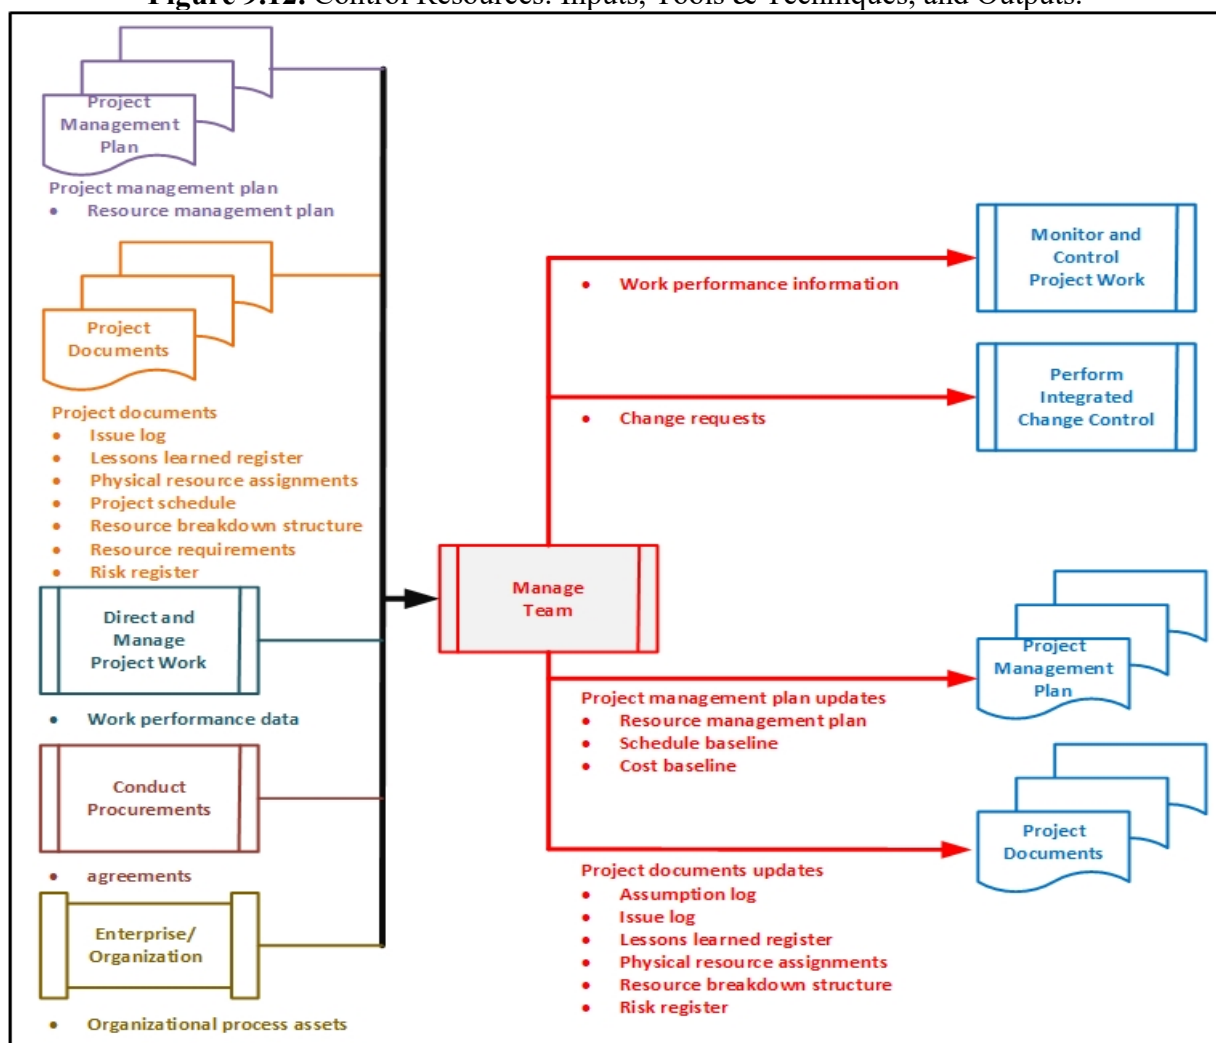 Figure 9.12: Control Resources: Inputs, Tools & Techniques, and Outputs.
Project
Management
Plan
Project management plan
• Resource management plan
Project
Documents
Project documents
• Issue log
• Lessons learned register
• Physical resource assignments
• Project schedule
• Resource breakdown structure
• Resource requirements
• Risk register
Direct and
Manage
Project Work
• Work performance data
Conduct
Procurements
• agreements
Enterprise/
Organization
• Organizational process assets
Manage
Team
• Work performance information
• Change requests
Project management plan updates
• Resource management plan
• Schedule baseline
• Cost baseline
Project documents updates
• Assumption log
• Issue log
• Lessons learned register
• Physical resource assignments
• Resource breakdown structure
• Risk register
Monitor and
Control
Project Work
Perform
Integrated
Change Control
Project
Management
Plan
Project
Documents